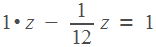 1•z − 1/12 z = 1